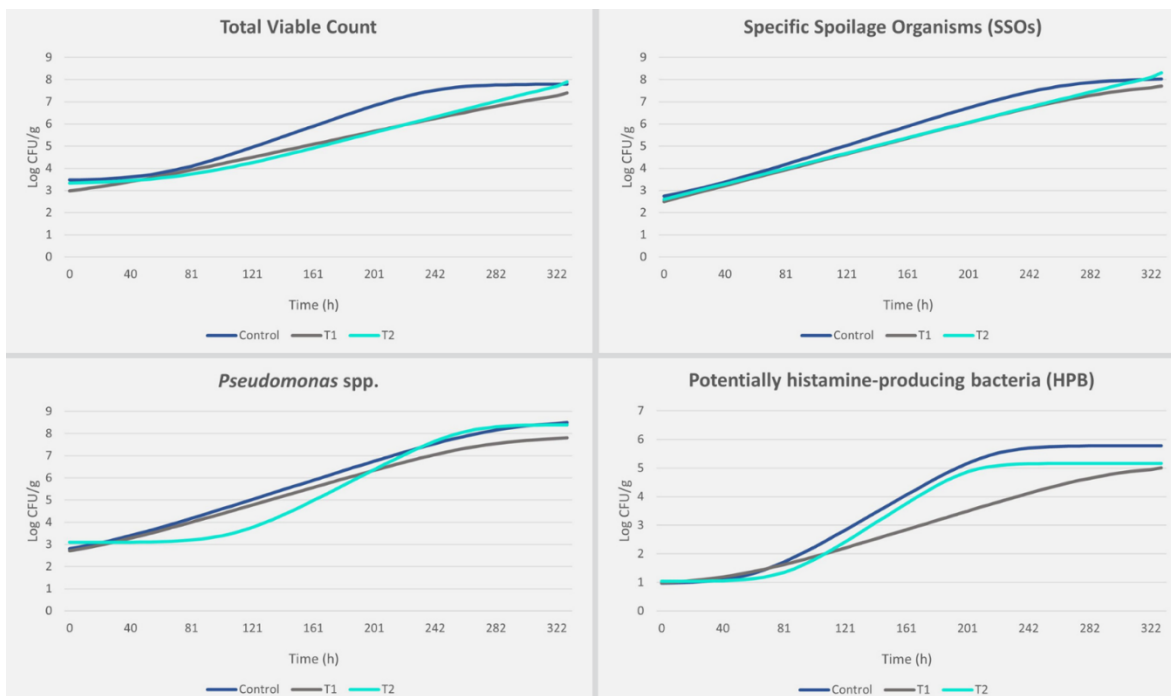 Total Viable Count
9
8
7
6
5
4
3
2
1
0
Log CFU/g
0 40 81 121 161 201 242 282 322
Time (h)
Control T1 T2
Specific Spoilage Organisms (SSOs)
9
8
7
6
5
4
3
2
1
0
Log CFU/g
0 40 81 121 161 201 242 282 322
Time (h)
Control T1 T2
Pseudomonas spp.
9
8
7
6
5
4
3
2
1
0
Log CFU/g
0 40 81 121 161 201 242 282 322
Time (h)
Control T1 T2
Potentially histamine-producing bacteria (HPB)
7
6
5
4
3
2
1
0
Log CFU/g
0 40 81 121 161 201 242 282 322
Time (h)
Control T1 T2